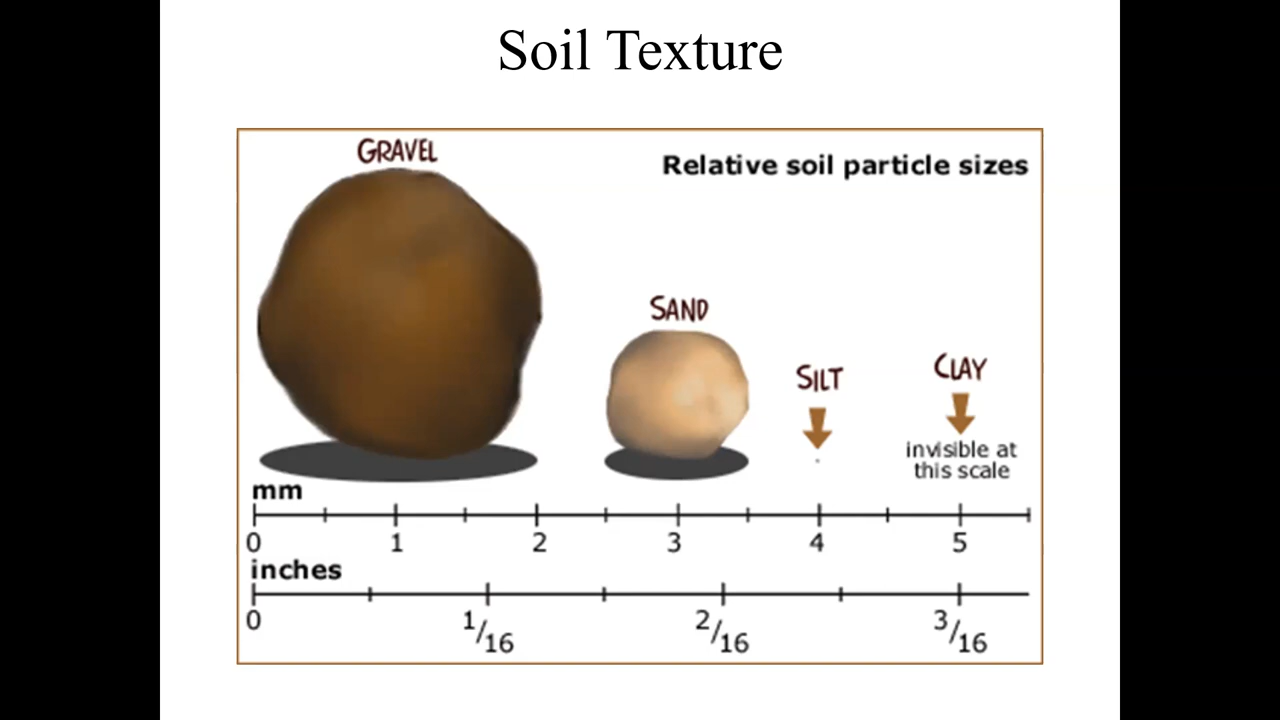 Soil Texture
GRAVEL
Relative soil particle sizes
SAND
SILT
CLAY
invisible at
this scale
mm
0 1 2 3 4 5
inches
0 1/16 2/16 3/16